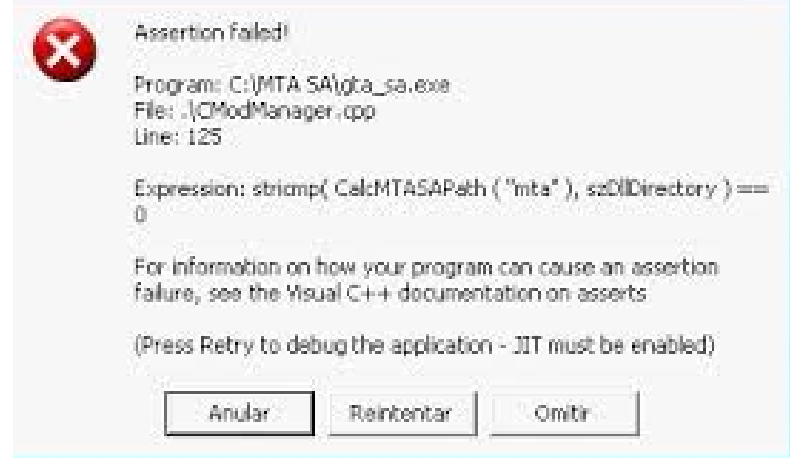 Assertion failed!
Program: C:\MTA SA\gta_sa.exe
File: .\CModManager.cpp
Line: 125
Expression: stricmp( CalcMTASAPath ( "mta" ), szDllDirectory ) ==
0
For information on how your program can cause an assertion
failure, see the Visual C++ documentation on asserts
(Press Retry to debug the application - JIT must be enabled)
Anular
Reintentar
Omitir